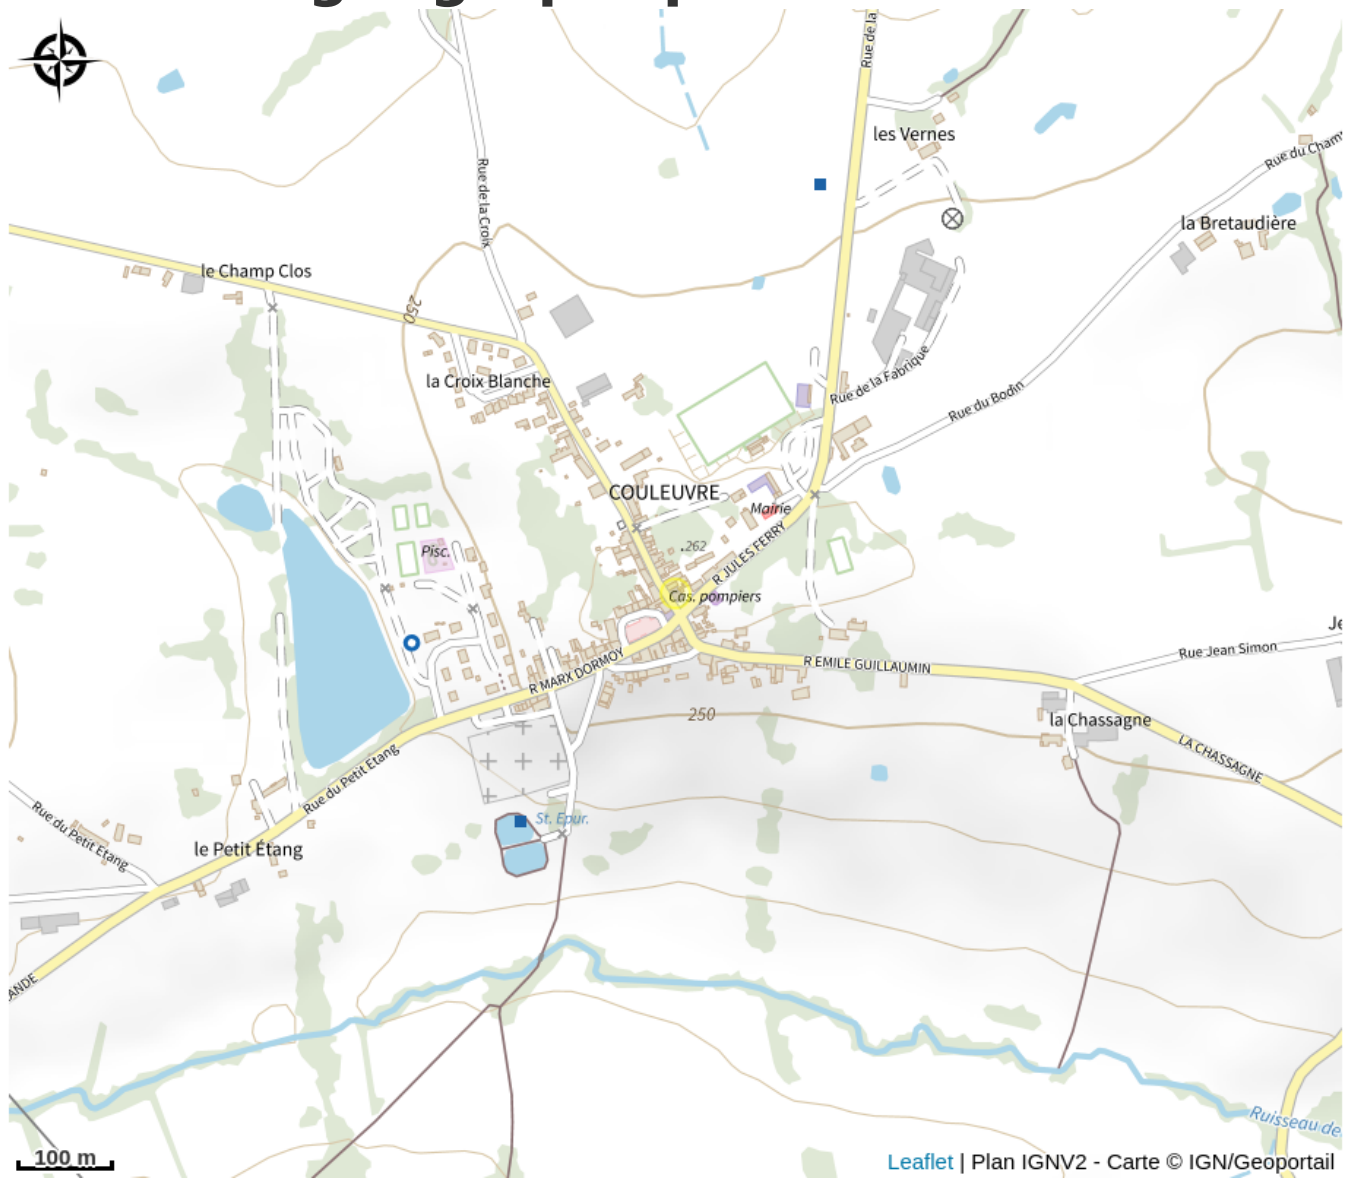 Rue de la
les Vernes
Rue du Cham
Rue de la Croix
la Bretaudière
le Champ Clos
250
Rue de la Fabrique
la Croix Blanche
Rue du Bodin
COULEUVRE
Mairie
R JULES FERRY
.262
Pisc.
Cas. pompiers
Je
Rue Jean Simon
R EMILE GUILLAUMIN
R MARX DORMOY
250
la Chassagne
LA CHASSAGNE
Rue du Petit Etang
St. Epur.
Rue du Petit Etang
le Petit Étang
ANDE
Ruisseau de
100 m
Leaflet | Plan IGNV2 - Carte © IGN/Geoportail